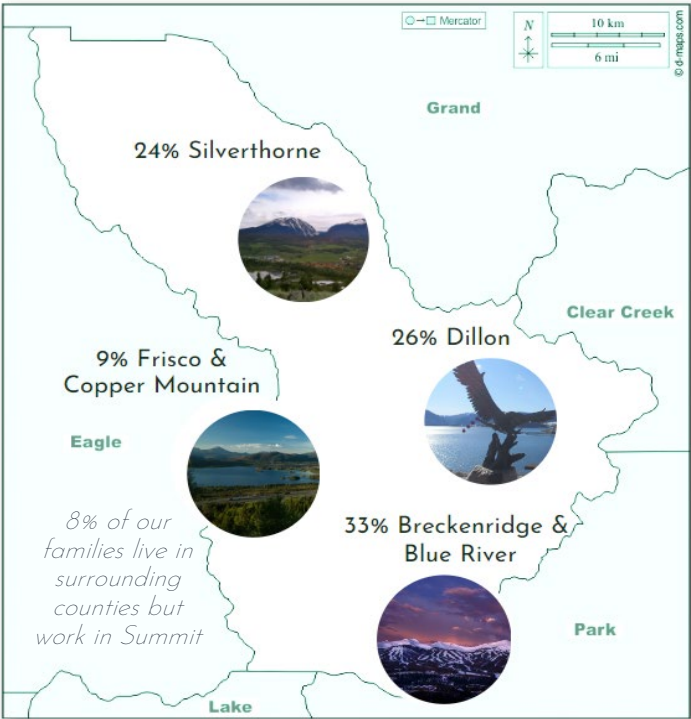 Mercator
N
10 km
6 mi
© d-maps.com
Grand
24% Silverthorne
Clear Creek
26% Dillon
9% Frisco &
Copper Mountain
Eagle
8% of our
families live in
surrounding
counties but
work in Summit
33% Breckenridge &
Blue River
Park
Lake